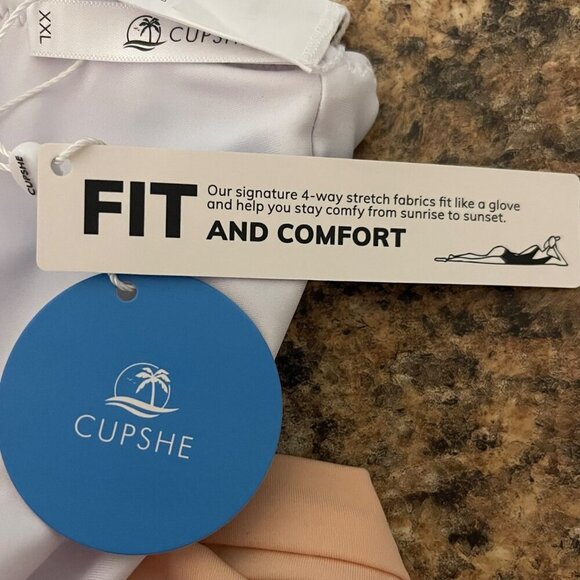 XXL
CUPSHE
CUPSHE
FIT
Our signature 4-way stretch fabrics fit like a glove
and help you stay comfy from sunrise to sunset.
AND COMFORT
CUPSHE